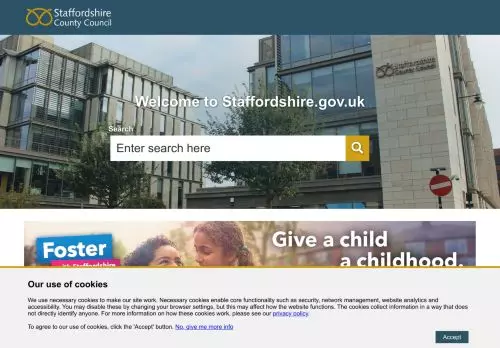 Staffordshire
County Council
Staffordshire
County Council
Welcome to Staffordshire.gov.uk
Search
Enter search here
Foster
Give a child
a childhood.
Our use of cookies
We use necessary cookies to make our site work. Necessary cookies enable core functionality such as security, network management, website analytics and
accessibility. You may disable these by changing your browser settings, but this may affect how the website functions. The cookies collect information in a way that does
not directly identify anyone. For more information on how these cookies work, please see our privacy policy.
To agree to our use of cookies, click the 'Accept' button. No, give me more info
Accept